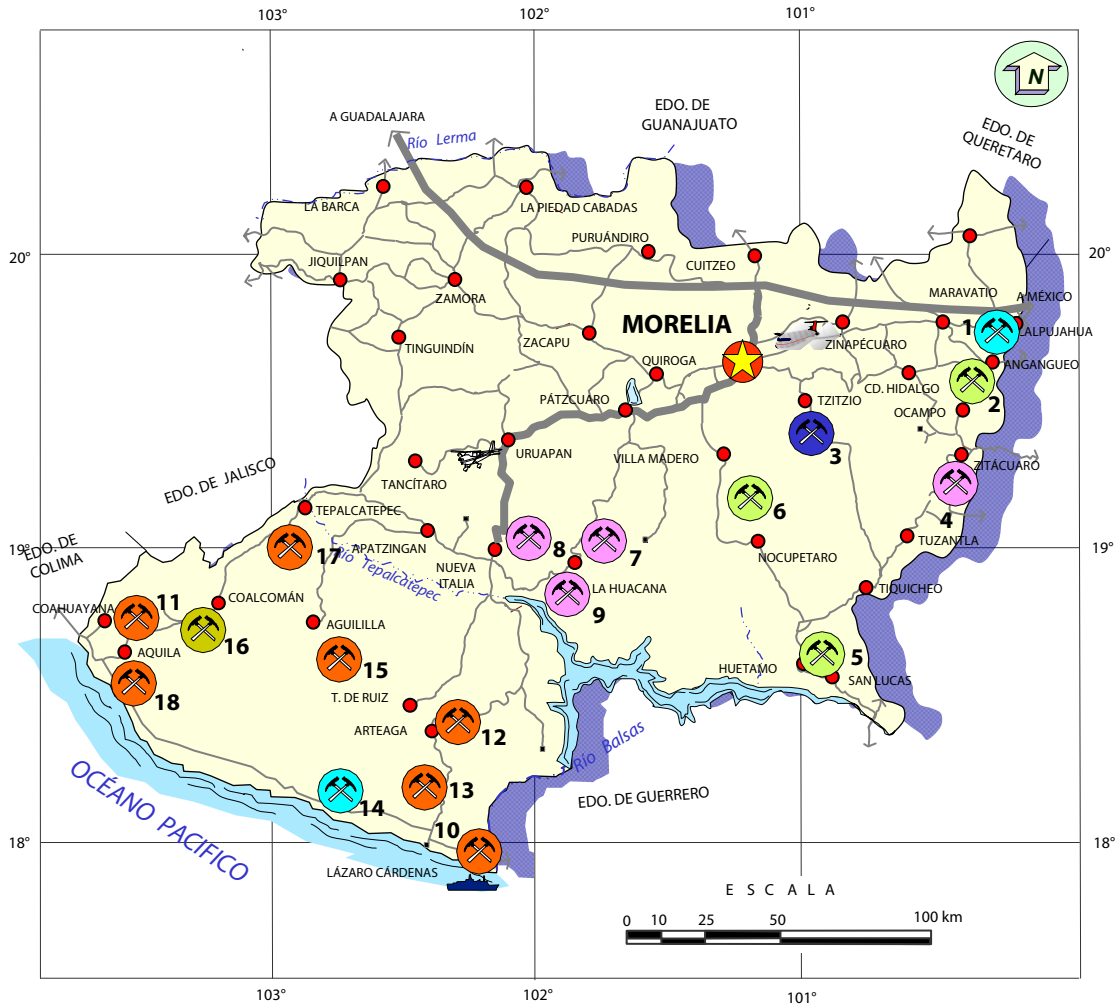 103°
102°
101°
N
EDO. DE
GUANAJUATO
A GUADALAJARA
EDO. DE
QUERETARO
Río Lerma
LA BARCA
LA PIEDAD CABADAS
PURUÁNDIRO
20°
JIQUILPAN
CUITZEO
20°
ZAMORA
MARAVATIO
A MÉXICO
MORELIA
1
LALPUJAHUA
TINGUINDÍN
ZACAPU
ZINAPÉCUARO
QUIROGA
ANGANGUEO
CD. HIDALGO
2
PÁTZCUARO
TZITZIO
OCAMPO
3
URUAPAN
VILLA MADERO
ZITÁCUARO
EDO. DE JALISCO
TANCÍTARO
TEPALCATEPEC
6
4
EDO. DE
COLIMA
19°
17
APATZINGAN
8
7
NOCUPETARO
TUZANTLA
19°
Río Tepalcatepec
NUEVA
ITALIA
LA HUACANA
TIQUICHEO
9
COAHUAYANA
11
COALCOMÁN
AGUILILLA
16
AQUILA
15
5
HUETAMO
SAN LUCAS
18
T. DE RUIZ
ARTEAGA
12
Río Balsas
OCÉANO PACIFICO
13
14
EDO. DE GUERRERO
10
18°
18°
LÁZARO CÁRDENAS
E S C A L A
0 10 25 50 100 km
103°
102°
101°